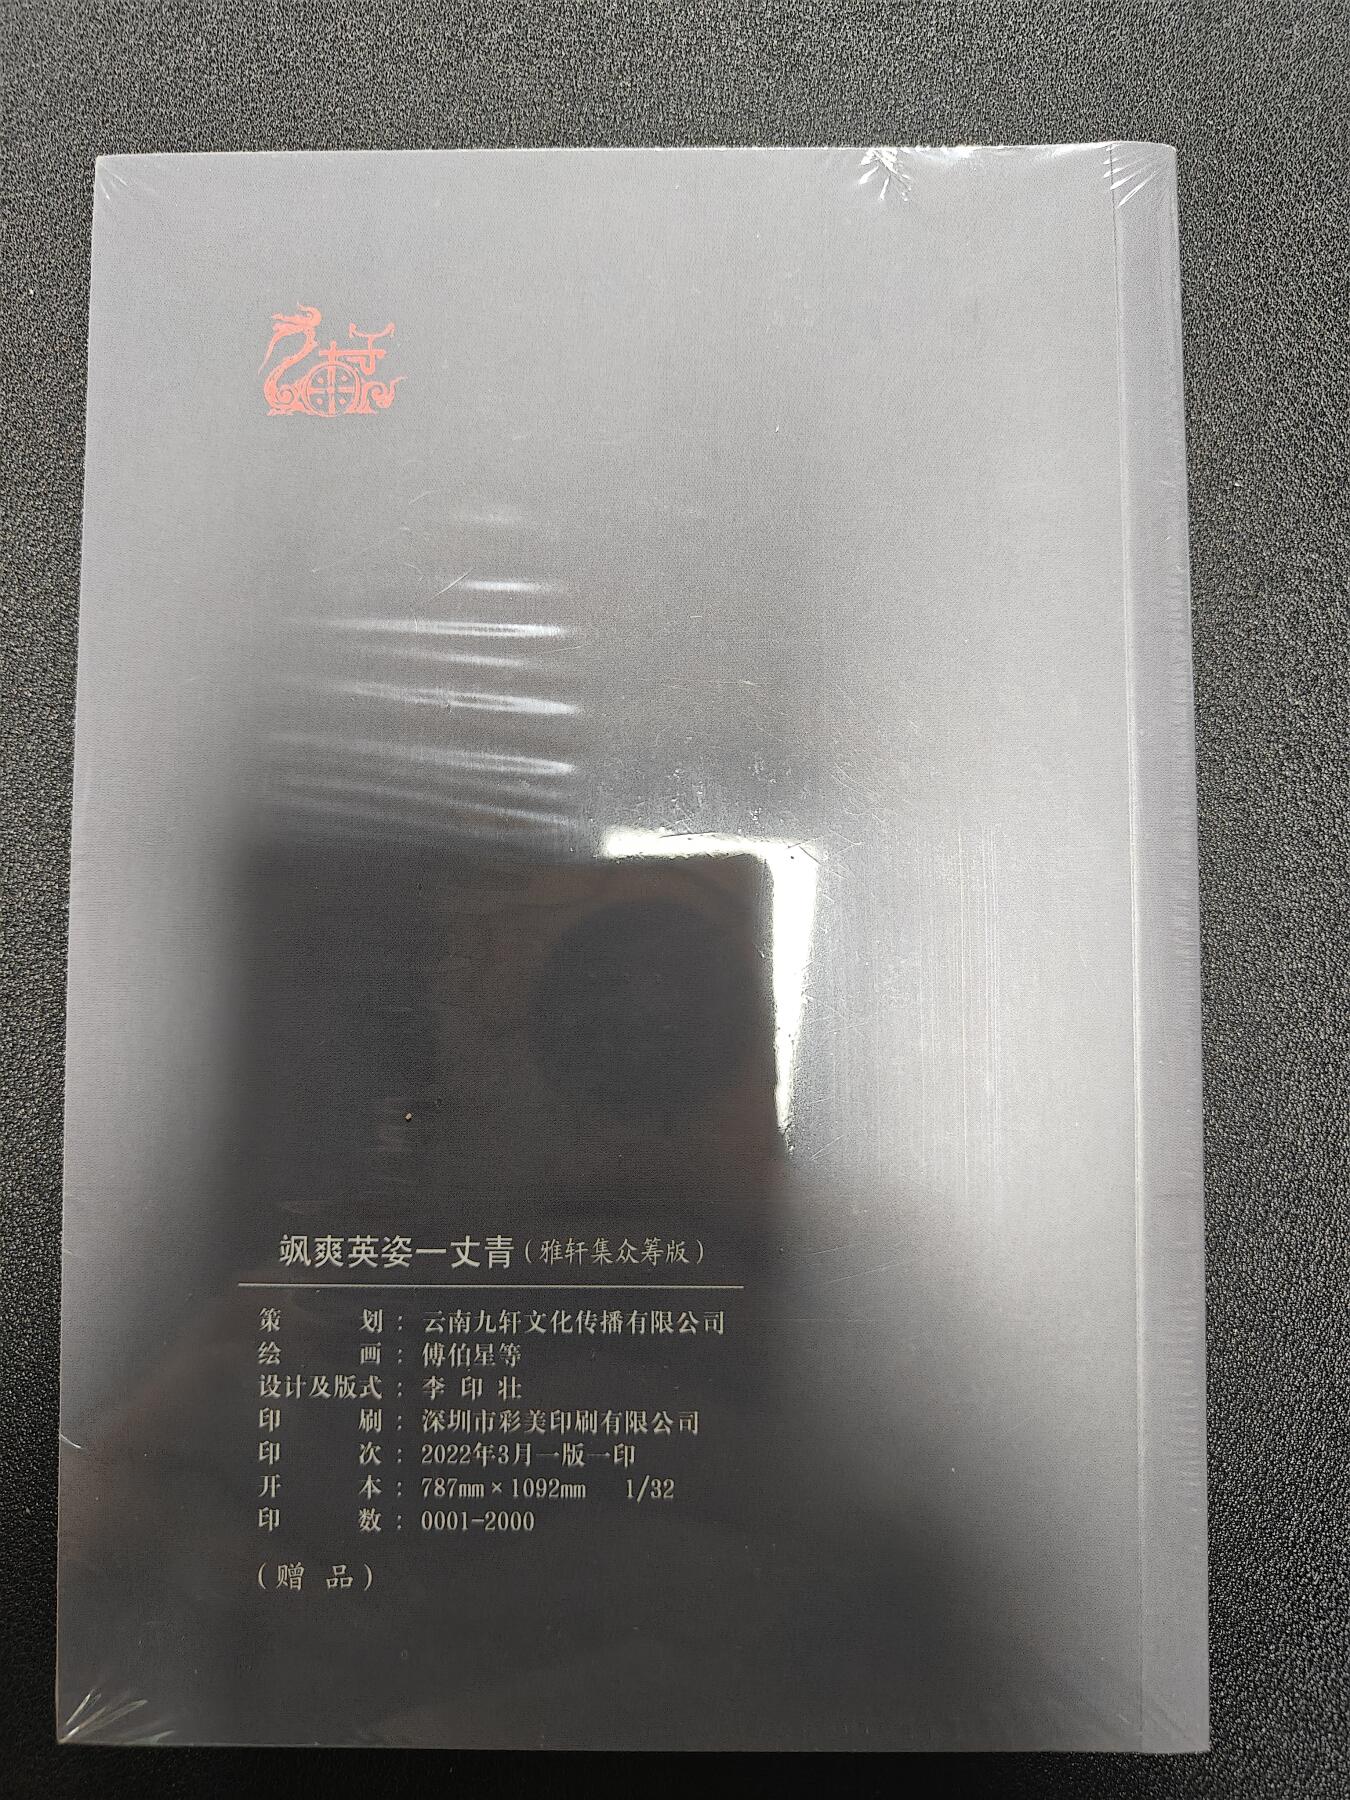 飒爽英姿一丈青（雅轩集众筹版）
策划：云南九轩文化传播有限公司
绘画：傅伯星等
设计及版式：李印壮
印刷：深圳市彩美印刷有限公司
印次：2022年3月一版一印
开本：787mm×1092mm 1/32
印数：0001-2000
（赠品）